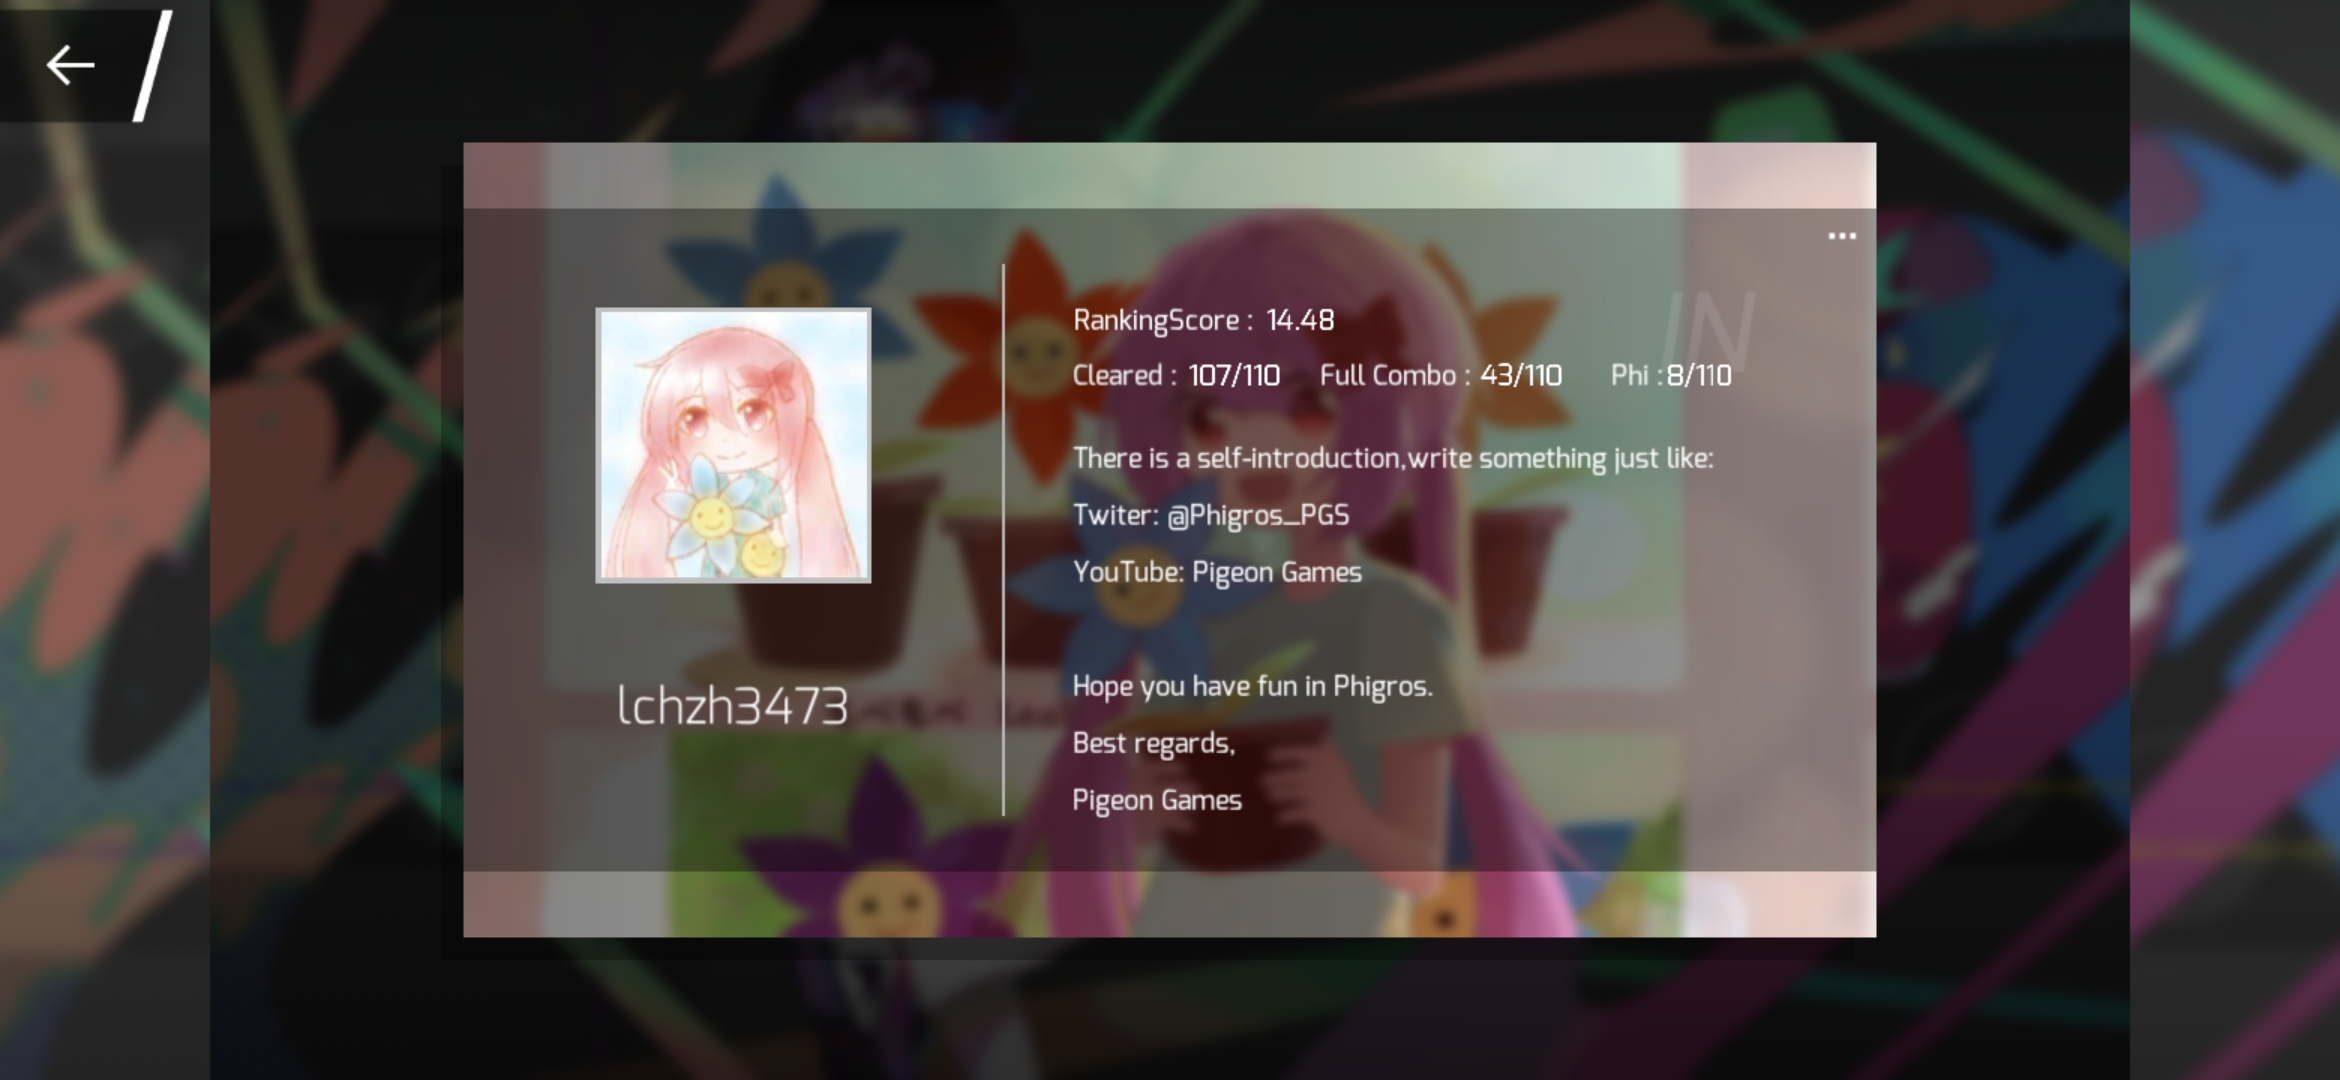 IN
RankingScore : 14.48
Cleared : 107/110 Full Combo : 43/110 Phi :8/110
There is a self-introduction,write something just like:
Twiter: @Phigros_PGS
YouTube: Pigeon Games
lchzh3473
Hope you have fun in Phigros.
Best regards,
Pigeon Games